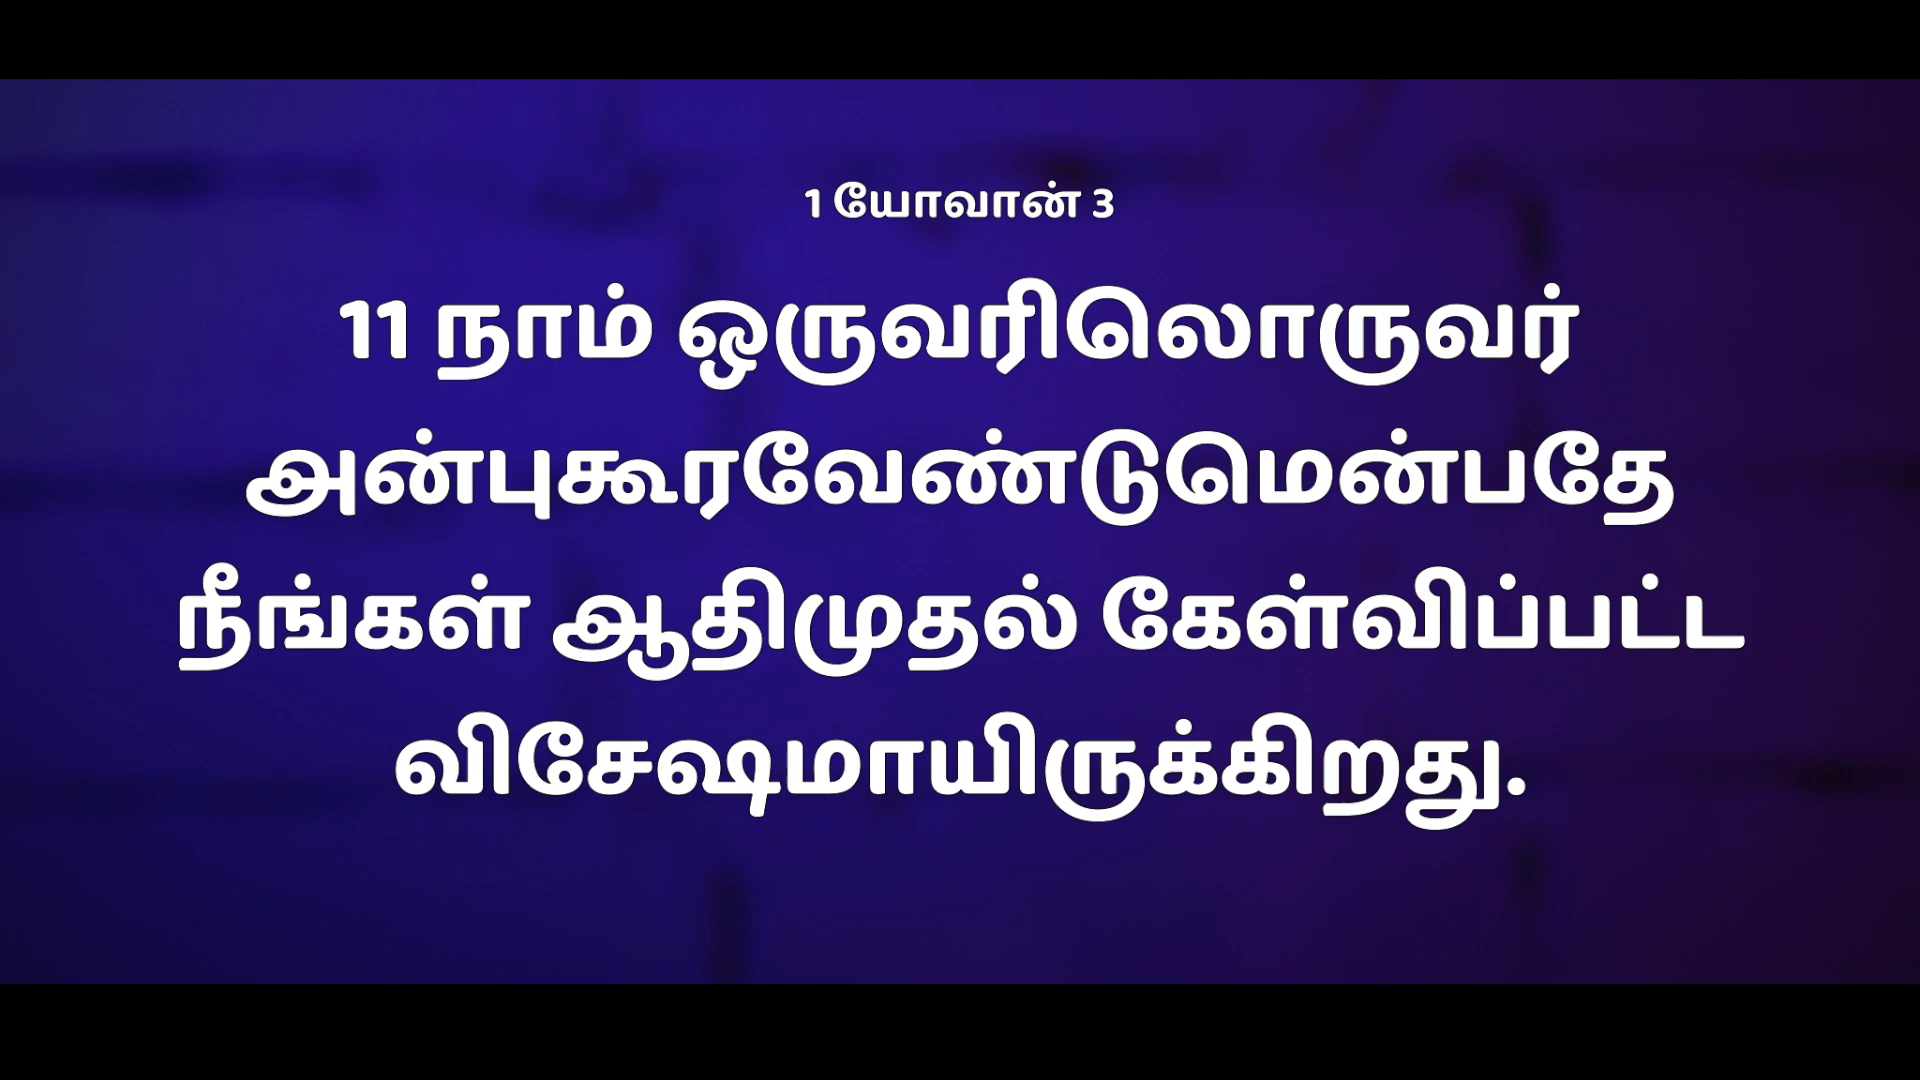 1 யோவான் 3
11 நாம் ஒருவரிலொருவர்
அன்புகூரவேண்டுமென்பதே
நீங்கள் ஆதிமுதல் கேள்விப்பட்ட
விசேஷமாயிருக்கிறது.